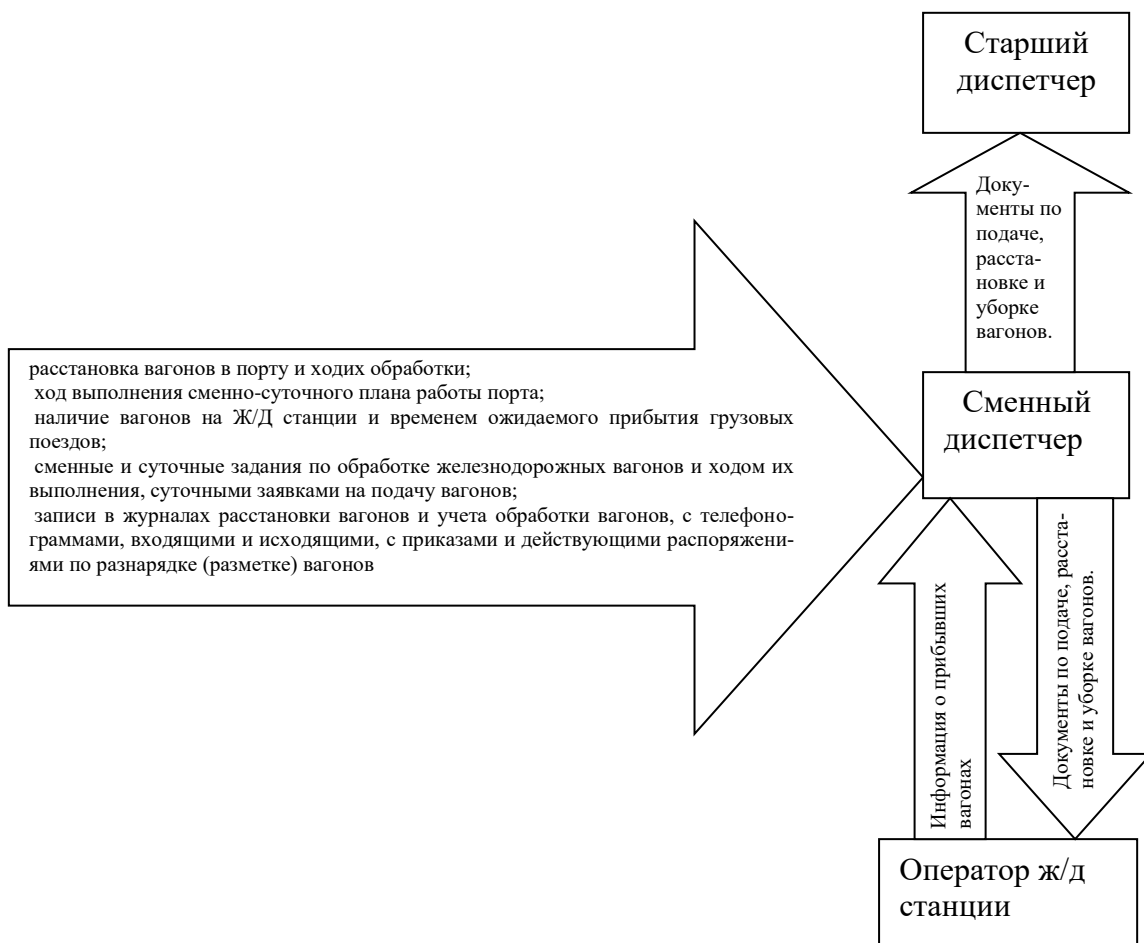 Старший
диспетчер
Доку-
менты по
подаче,
расста-
новке и
уборке
вагонов.
расстановка вагонов в порту и ходих обработки;
ход выполнения сменно-суточного плана работы порта;
наличие вагонов на Ж/Д станции и временем ожидаемого прибытия грузовых
поездов;
сменные и суточные задания по обработке железнодорожных вагонов и ходом их
выполнения, суточными заявками на подачу вагонов;
записи в журналах расстановки вагонов и учета обработки вагонов, с телефоно-
граммами, входящими и исходящими, с приказами и действующими распоряжени-
ями по разнарядке (разметке) вагонов
Сменный
диспетчер
Информация о прибывших
вагонах
Документы по подаче, расста-
новке и уборке вагонов.
Оператор ж/д
станции